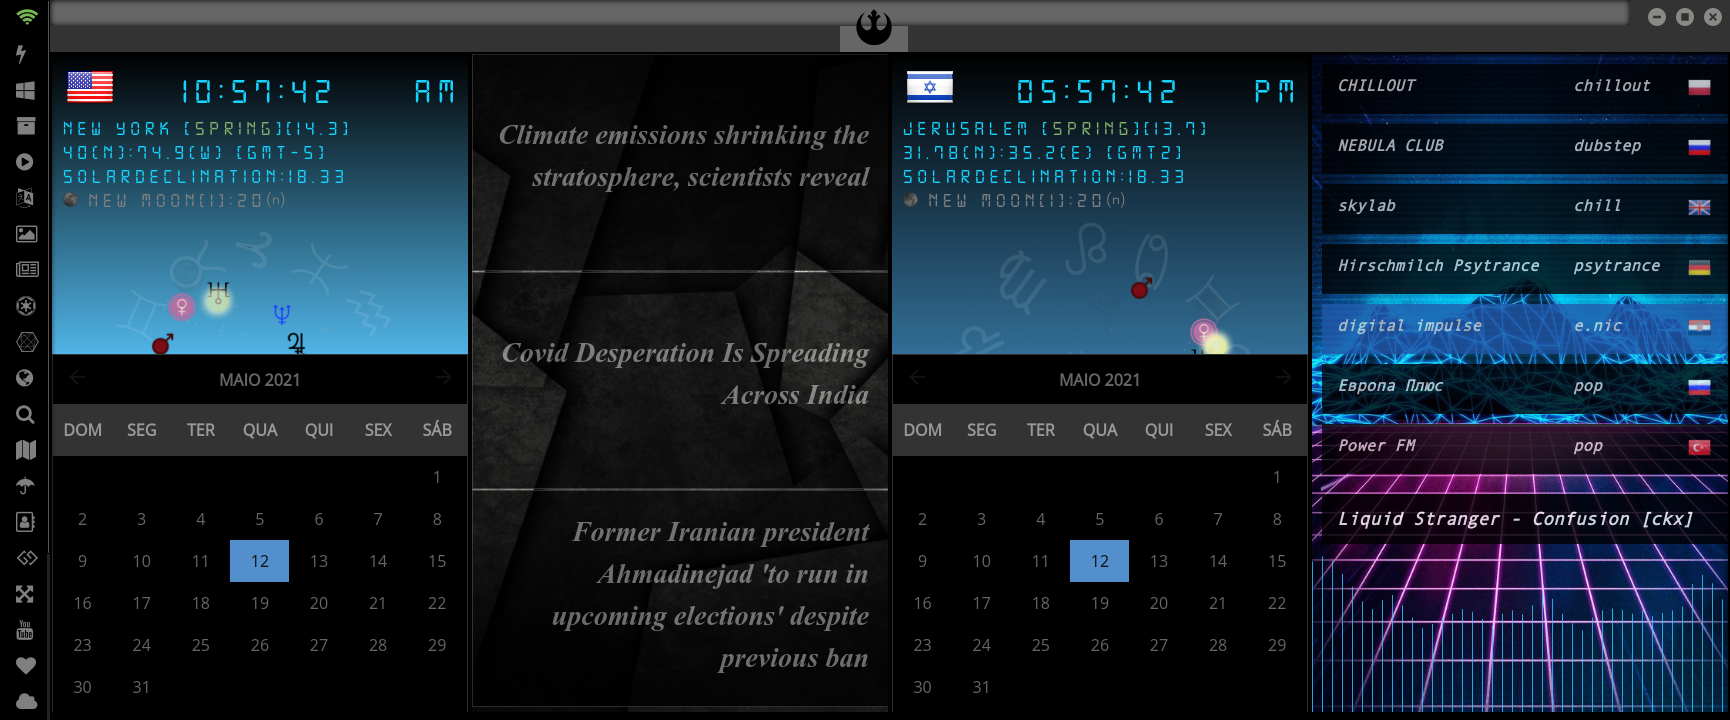 10:57:42 AM
NEW YORK [SPRING][14.3]
40(N):74.9(W) [GMT-5]
SOLARDECLINATION:18.33
NEW MOON[1]:20(n)
MAIO 2021
DOM SEG TER QUA QUI SEX SÁB
1
2 3 4 5 6 7 8
9 10 11 12 13 14 15
16 17 18 19 20 21 22
23 24 25 26 27 28 29
30 31
Climate emissions shrinking the
stratosphere, scientists reveal
Covid Desperation Is Spreading
Across India
Former Iranian president
Ahmadinejad 'to run in
upcoming elections' despite
previous ban
05:57:42 PM
JERUSALEM [SPRING][13.7]
31.78(N):35.2(E) [GMT2]
SOLARDECLINATION:18.33
NEW MOON[1]:20(n)
MAIO 2021
DOM SEG TER QUA QUI SEX SÁB
1
2 3 4 5 6 7 8
9 10 11 12 13 14 15
16 17 18 19 20 21 22
23 24 25 26 27 28 29
30 31
CHILLOUT chillout
NEBULA CLUB dubstep
skylab chill
Hirschmilch Psytrance psytrance
digital impulse e.nic
Европа Плюс pop
Power FM pop
Liquid Stranger - Confusion [ckx]
You
Tube